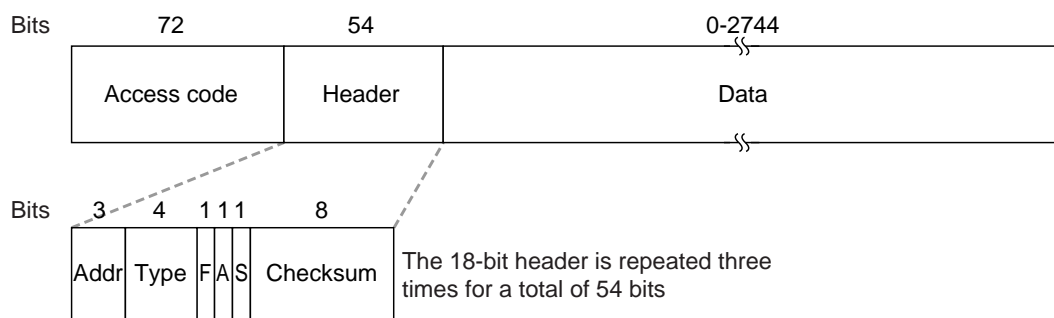 Bits 72 54 0-2744
Access code Header Data
Bits 3 4 1 1 1 8
Addr Type F A S Checksum
The 18-bit header is repeated three
times for a total of 54 bits